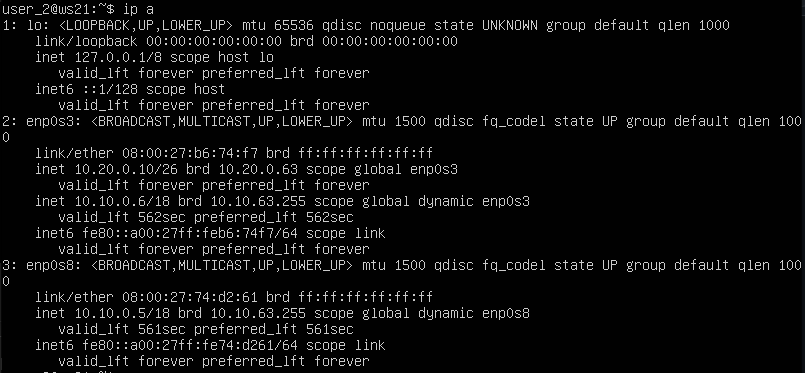 user_2@ws21:~$ ip a
1: lo: <LOOPBACK,UP,LOWER_UP> mtu 65536 qdisc noqueue state UNKNOWN group default qlen 1000
    link/loopback 00:00:00:00:00:00 brd 00:00:00:00:00:00
    inet 127.0.0.1/8 scope host lo
       valid_lft forever preferred_lft forever
    inet6 ::1/128 scope host
       valid_lft forever preferred_lft forever
2: enp0s3: <BROADCAST,MULTICAST,UP,LOWER_UP> mtu 1500 qdisc fq_codel state UP group default qlen 100
0
    link/ether 08:00:27:b6:74:f7 brd ff:ff:ff:ff:ff:ff
    inet 10.20.0.10/26 brd 10.20.0.63 scope global enp0s3
       valid_lft forever preferred_lft forever
    inet 10.10.0.6/18 brd 10.10.63.255 scope global dynamic enp0s3
       valid_lft 562sec preferred_lft 562sec
    inet6 fe80::a00:27ff:feb6:74f7/64 scope link
       valid_lft forever preferred_lft forever
3: enp0s8: <BROADCAST,MULTICAST,UP,LOWER_UP> mtu 1500 qdisc fq_codel state UP group default qlen 100
0
    link/ether 08:00:27:74:d2:61 brd ff:ff:ff:ff:ff:ff
    inet 10.10.0.5/18 brd 10.10.63.255 scope global dynamic enp0s8
       valid_lft 561sec preferred_lft 561sec
    inet6 fe80::a00:27ff:fe74:d261/64 scope link
       valid_lft forever preferred_lft forever